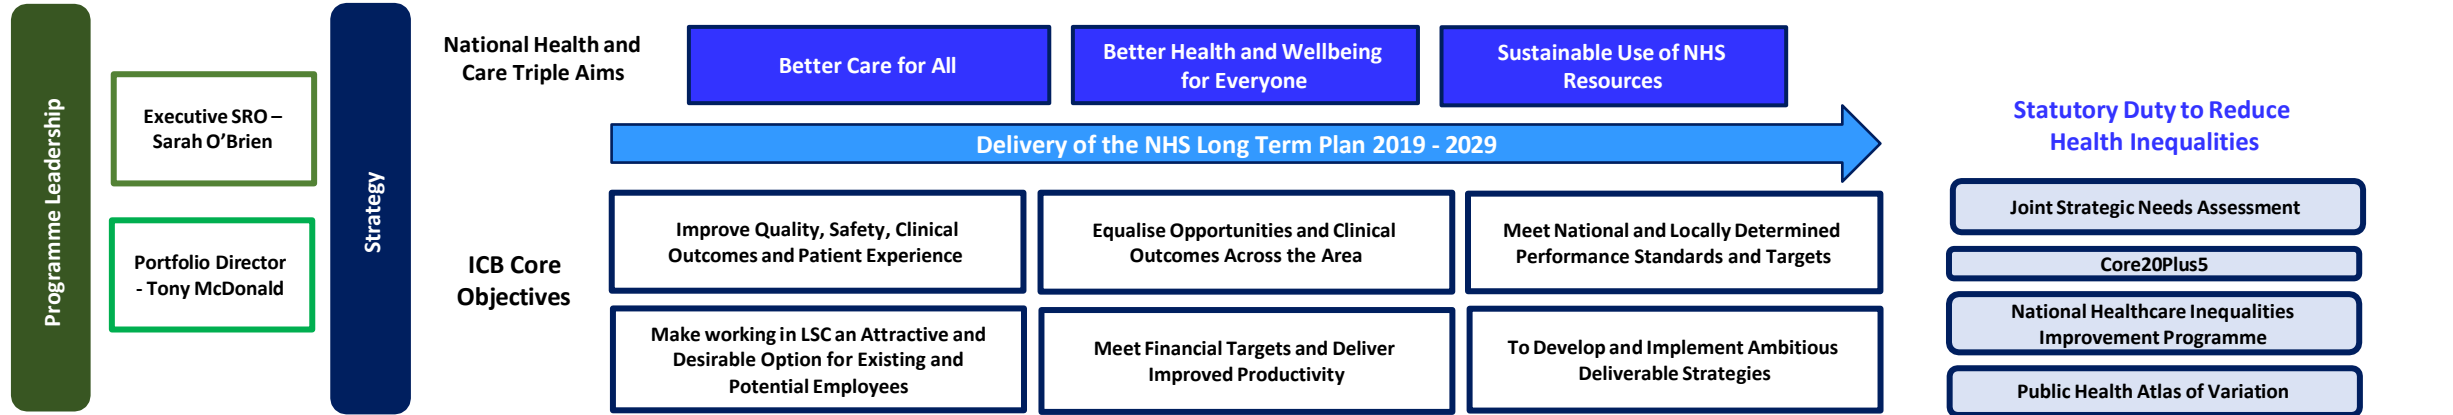 Programme Leadership
Executive SRO –
Sarah O’Brien
Portfolio Director
- Tony McDonald
Strategy
National Health and
Care Triple Aims
Better Care for All
Better Health and Wellbeing
for Everyone
Sustainable Use of NHS
Resources
Delivery of the NHS Long Term Plan 2019 - 2029
ICB Core
Objectives
Improve Quality, Safety, Clinical
Outcomes and Patient Experience
Equalise Opportunities and Clinical
Outcomes Across the Area
Meet National and Locally Determined
Performance Standards and Targets
Make working in LSC an Attractive and
Desirable Option for Existing and
Potential Employees
Meet Financial Targets and Deliver
Improved Productivity
To Develop and Implement Ambitious
Deliverable Strategies
Statutory Duty to Reduce
Health Inequalities
Joint Strategic Needs Assessment
Core20Plus5
National Healthcare Inequalities
Improvement Programme
Public Health Atlas of Variation